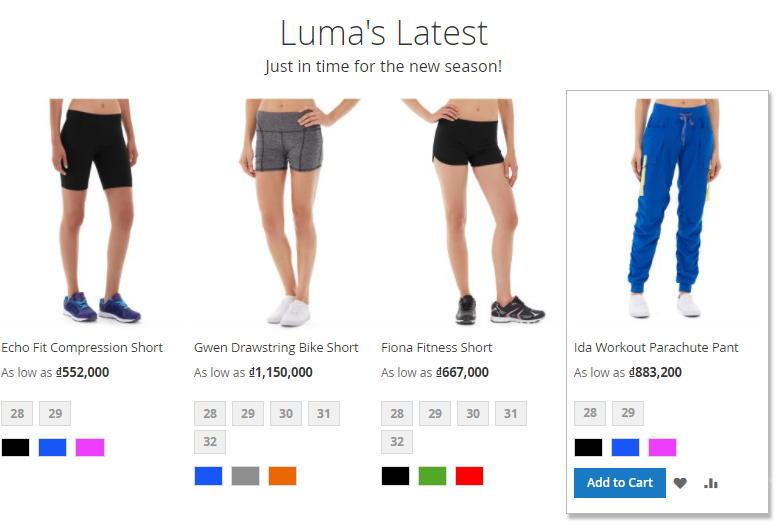 Luma's Latest
Just in time for the new season!
Echo Fit Compression Short
As low as ₫552,000
28 29
Gwen Drawstring Bike Short
As low as ₫1,150,000
28 29 30 31
32
Fiona Fitness Short
As low as ₫667,000
28 29 30 31
32
Ida Workout Parachute Pant
As low as ₫883,200
28 29
Add to Cart